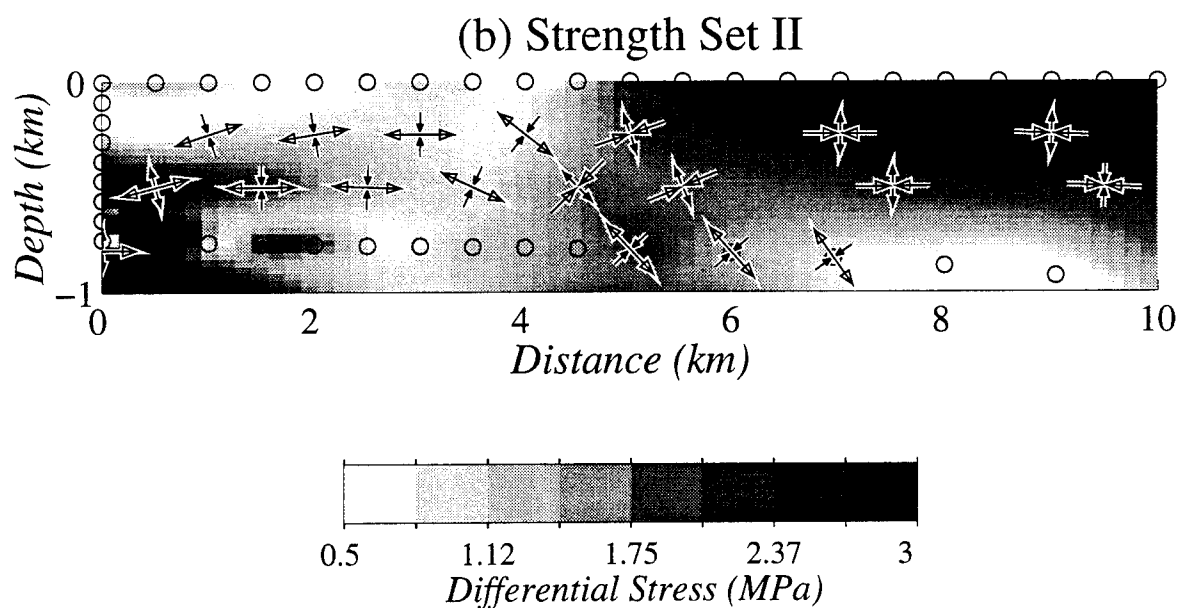 (b) Strength Set II
0
Depth (km)
−1
0 2 4 6 8 10
Distance (km)
0.5 1.12 1.75 2.37 3
Differential Stress (MPa)